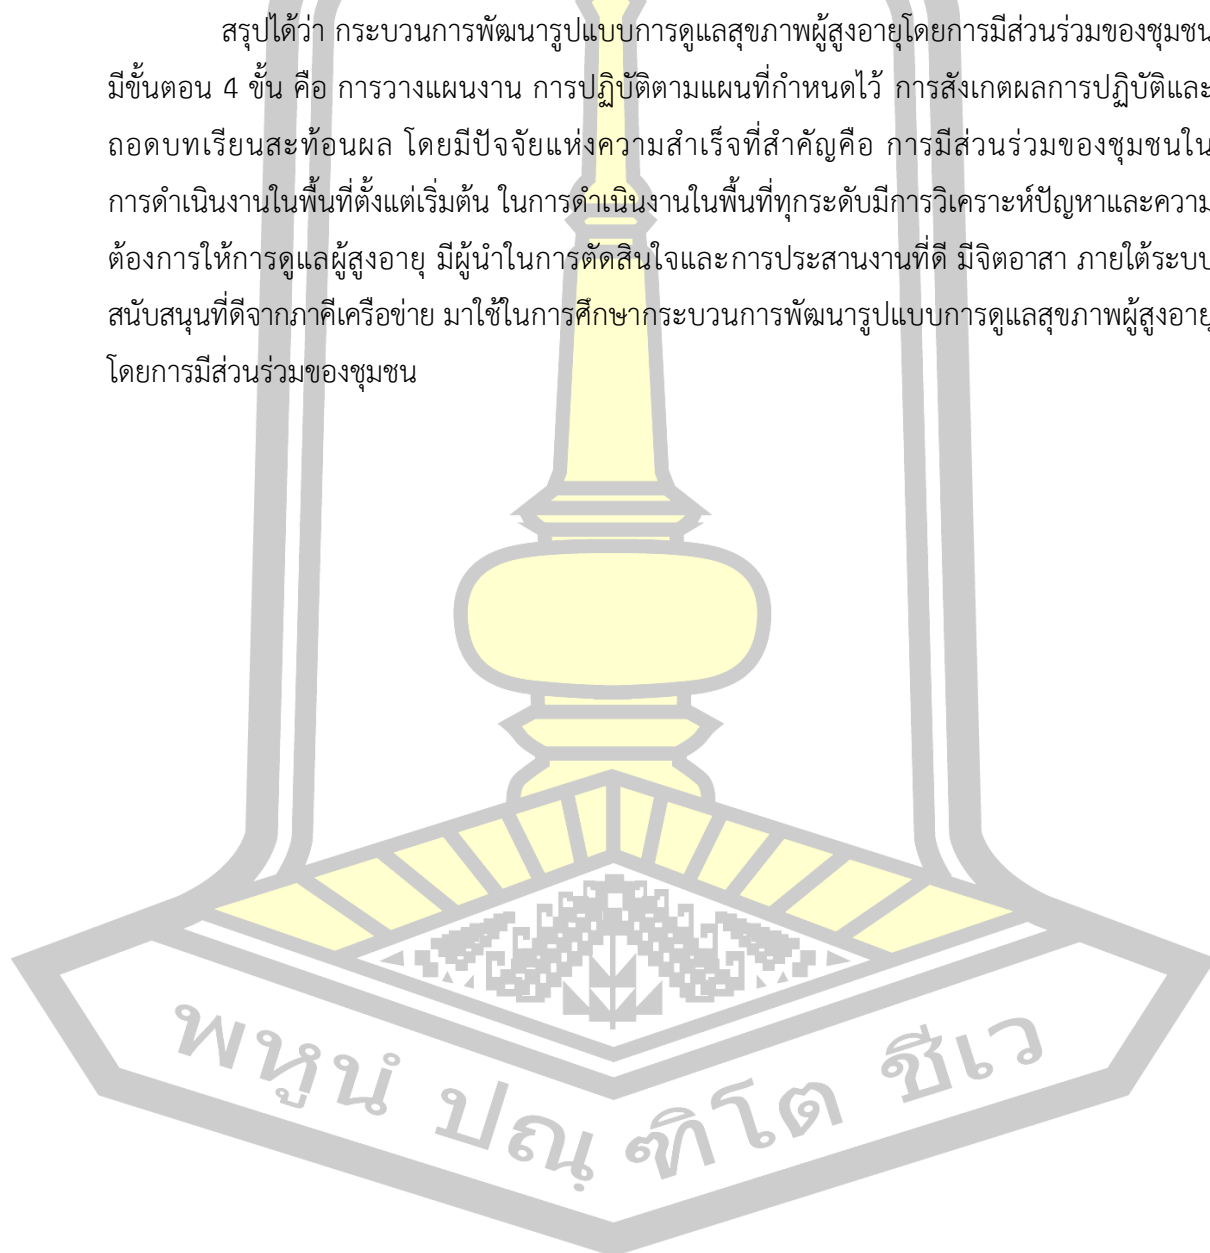 สรุปได้ว่า กระบวนการพัฒนารูปแบบการดูแลสุขภาพผู้สูงอายุโดยการมีส่วนร่วมของชุมชน
มีขั้นตอน 4 ขั้น คือ การวางแผนงาน การปฏิบัติตามแผนที่กำหนดไว้ การสังเกตผลการปฏิบัติและ
ถอดบทเรียนสะท้อนผล โดยมีปัจจัยแห่งความสำเร็จที่สำคัญคือ การมีส่วนร่วมของชุมชนใน
การดำเนินงานในพื้นที่ตั้งแต่เริ่มต้น ในการดำเนินงานในพื้นที่ทุกระดับมีการวิเคราะห์ปัญหาและความ
ต้องการให้การดูแลผู้สูงอายุ มีผู้นำในการตัดสินใจและการประสานงานที่ดี มีจิตอาสา ภายใต้ระบบ
สนับสนุนที่ดีจากภาคีเครือข่าย มาใช้ในการศึกษากระบวนการพัฒนารูปแบบการดูแลสุขภาพผู้สูงอายุ
โดยการมีส่วนร่วมของชุมชน
พหูนํ ปณฺ ฑิโต ชีเว